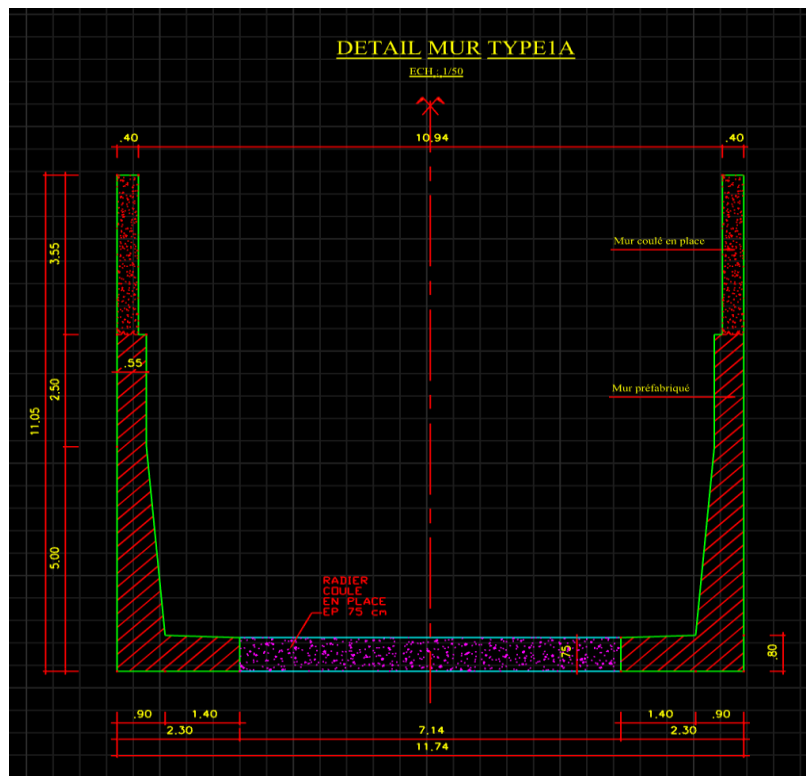 DETAIL MUR TYPE1A
ECH : 1/50
.40
10.94
.40
3.55
Mur coulé en place
.55
2.50
Mur préfabriqué
11.05
5.00
RADIER
COULE
EN PLACE
EP 75 cm
.75
.80
.90
1.40
1.40
.90
2.30
7.14
2.30
11.74